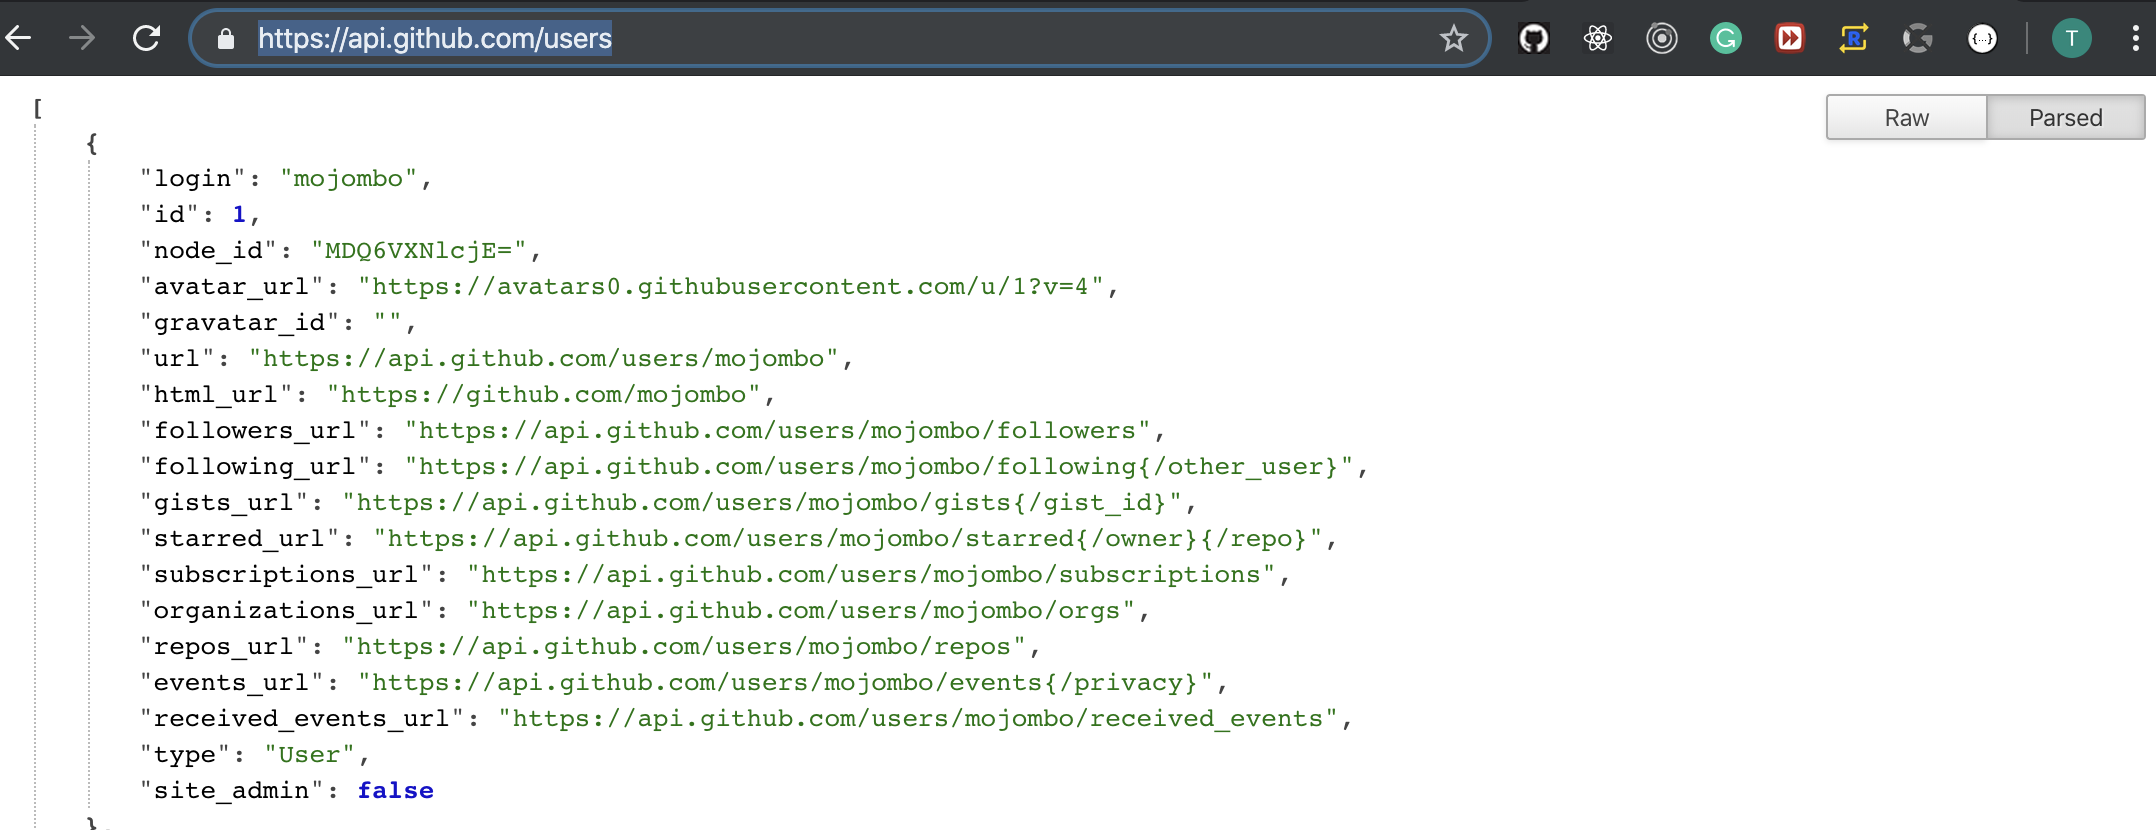 https://api.github.com/users
T
Raw
Parsed
[
{
"login": "mojombo",
"id": 1,
"node_id": "MDQ6VXNlcjE=",
"avatar_url": "https://avatars0.githubusercontent.com/u/1?v=4",
"gravatar_id": "",
"url": "https://api.github.com/users/mojombo",
"html_url": "https://github.com/mojombo",
"followers_url": "https://api.github.com/users/mojombo/followers",
"following_url": "https://api.github.com/users/mojombo/following{/other_user}",
"gists_url": "https://api.github.com/users/mojombo/gists{/gist_id}",
"starred_url": "https://api.github.com/users/mojombo/starred{/owner}{/repo}",
"subscriptions_url": "https://api.github.com/users/mojombo/subscriptions",
"organizations_url": "https://api.github.com/users/mojombo/orgs",
"repos_url": "https://api.github.com/users/mojombo/repos",
"events_url": "https://api.github.com/users/mojombo/events{/privacy}",
"received_events_url": "https://api.github.com/users/mojombo/received_events",
"type": "User",
"site_admin": false
},